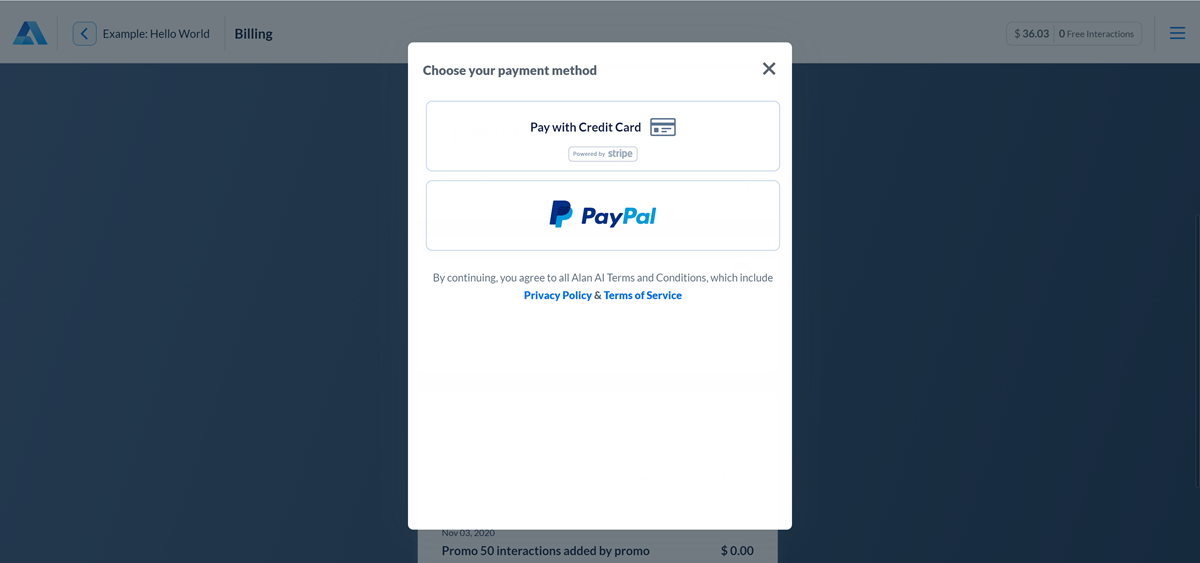 Example: Hello World
Billing
$ 36.03 0 Free Interactions
Choose your payment method
Pay with Credit Card
Powered by stripe
PayPal
By continuing, you agree to all Alan AI Terms and Conditions, which include
Privacy Policy & Terms of Service
Nov 03, 2020
Promo 50 interactions added by promo $ 0.00